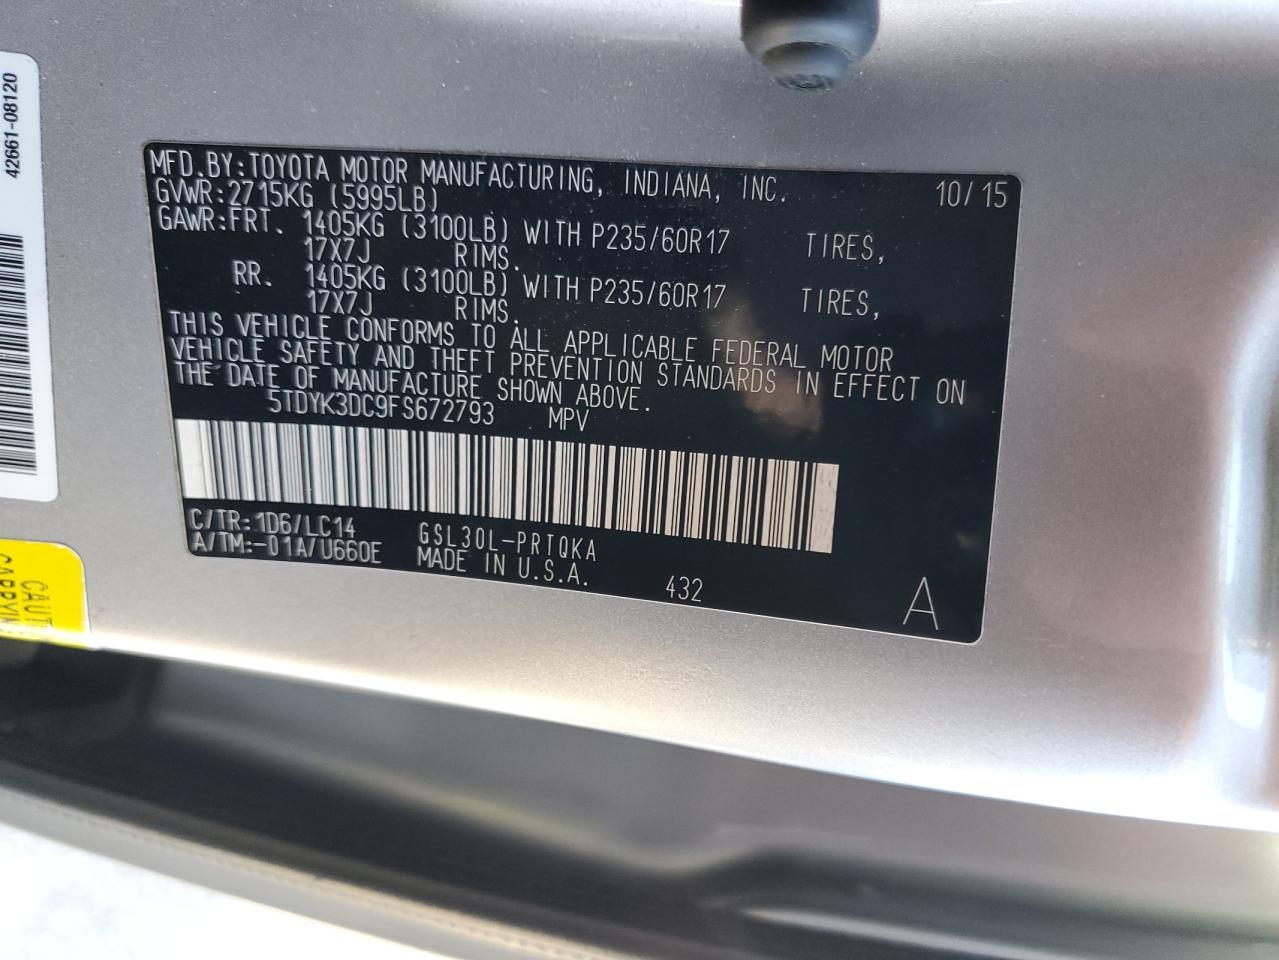 42661-08120
MFD.BY:TOYOTA MOTOR MANUFACTURING, INDIANA, INC. 10/15
GVWR:2715KG (5995LB)
GAWR:FRT. 1405KG (3100LB) WITH P235/60R17 TIRES,
17X7J RIMS.
RR. 1405KG (3100LB) WITH P235/60R17 TIRES,
17X7J RIMS.
THIS VEHICLE CONFORMS TO ALL APPLICABLE FEDERAL MOTOR
VEHICLE SAFETY AND THEFT PREVENTION STANDARDS IN EFFECT ON
THE DATE OF MANUFACTURE SHOWN ABOVE.
5TDYK3DC9FS672793 MPV
C/TR:1D6/LC14 GSL30L-PRTQKA
A/TM:-01A/U660E MADE IN U.S.A. 432 A